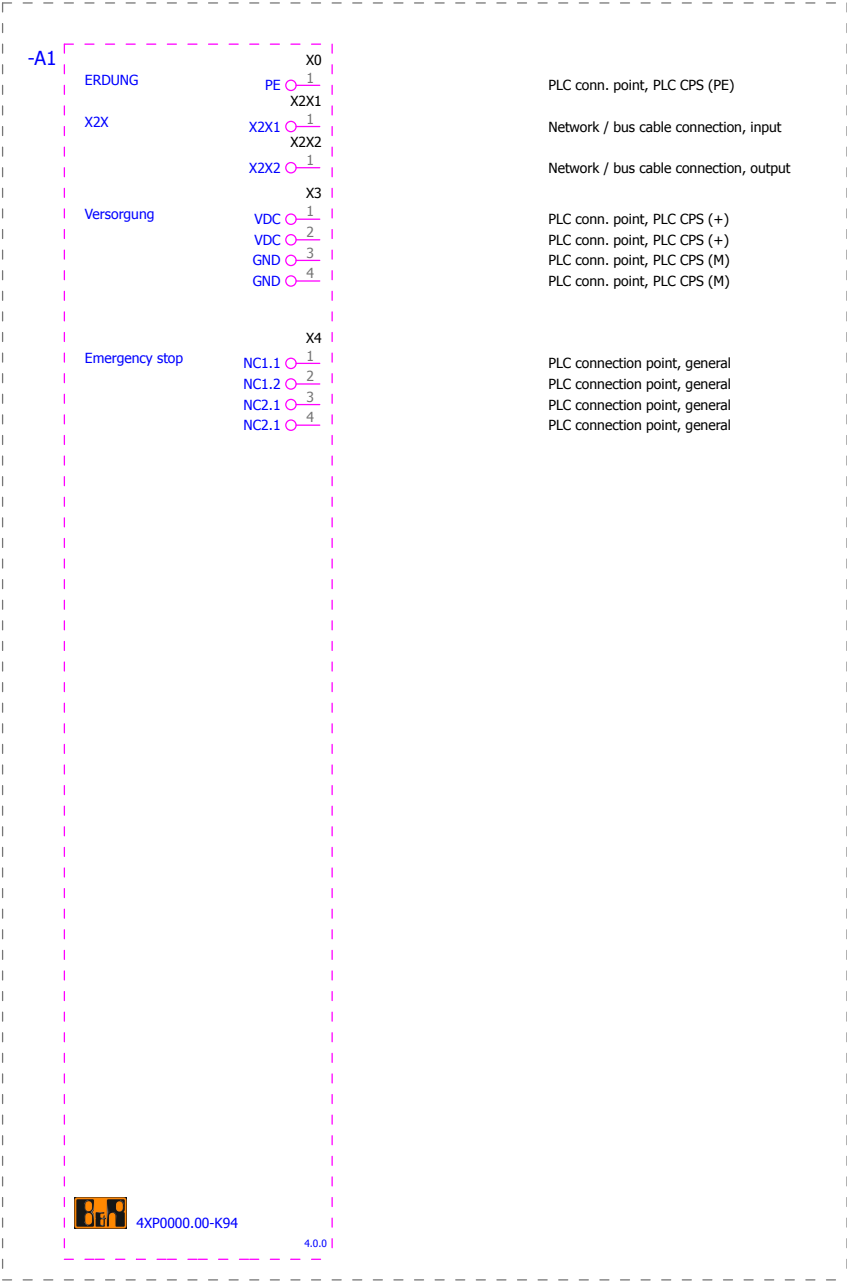 -A1
X0
ERDUNG PE 1 PLC conn. point, PLC CPS (PE)
X2X1
X2X X2X1 1 Network / bus cable connection, input
X2X2
X2X2 1 Network / bus cable connection, output
X3
Versorgung VDC 1 PLC conn. point, PLC CPS (+)
VDC 2 PLC conn. point, PLC CPS (+)
GND 3 PLC conn. point, PLC CPS (M)
GND 4 PLC conn. point, PLC CPS (M)
X4
Emergency stop NC1.1 1 PLC connection point, general
NC1.2 2 PLC connection point, general
NC2.1 3 PLC connection point, general
NC2.1 4 PLC connection point, general
B&R 4XP0000.00-K94
4.0.0